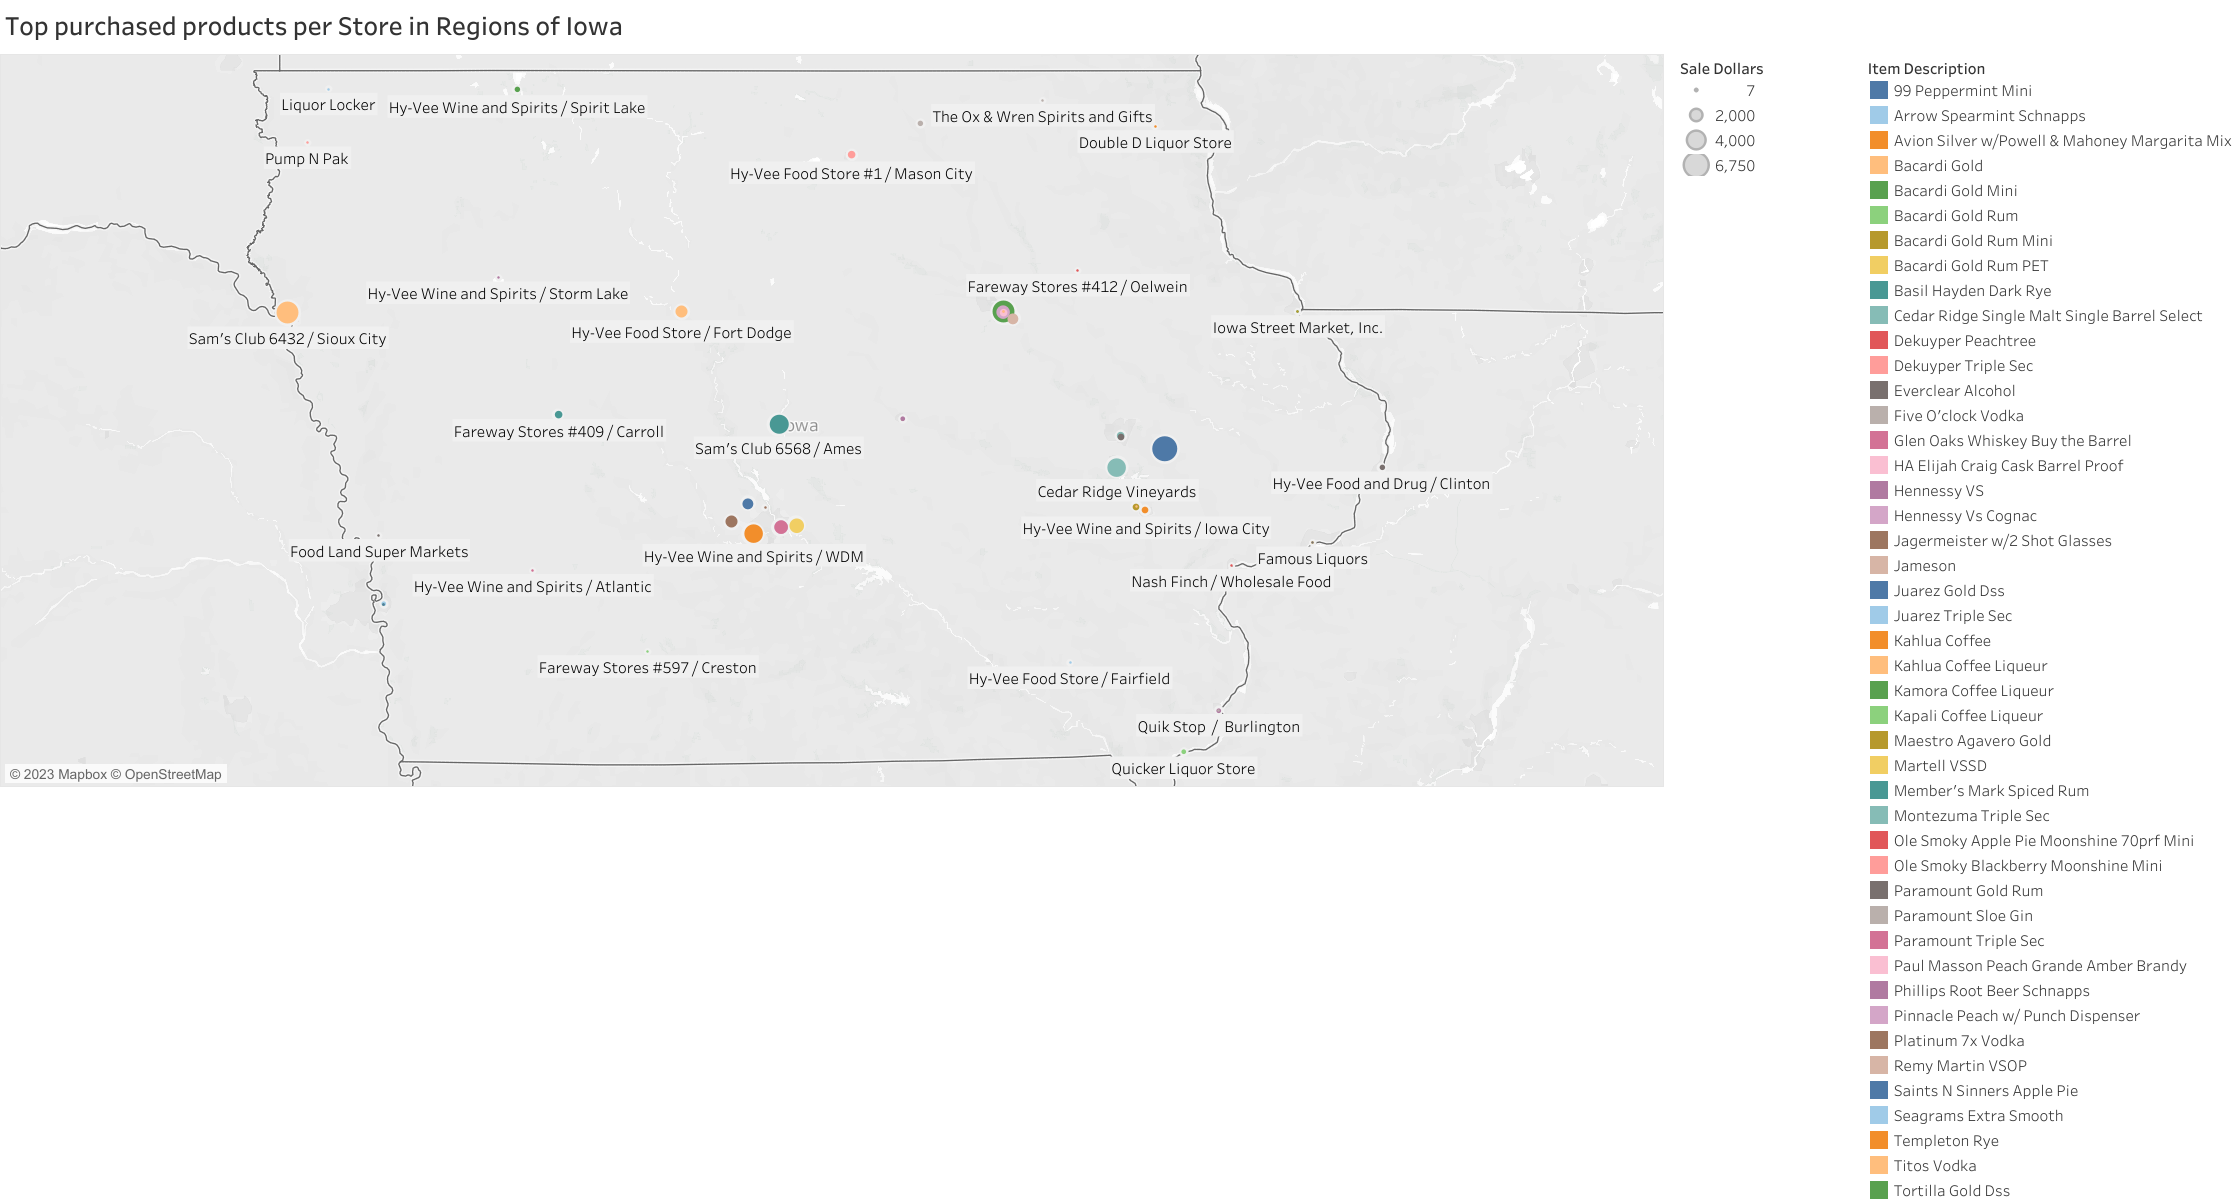 Top purchased products per Store in Regions of Iowa
Liquor Locker
Hy-Vee Wine and Spirits / Spirit Lake
The Ox & Wren Spirits and Gifts
Double D Liquor Store
Pump N Pak
Hy-Vee Food Store #1 / Mason City
Hy-Vee Wine and Spirits / Storm Lake
Fareway Stores #412 / Oelwein
Sam's Club 6432 / Sioux City
Hy-Vee Food Store / Fort Dodge
Iowa Street Market, Inc.
Fareway Stores #409 / Carroll
owa
Sam's Club 6568 / Ames
Cedar Ridge Vineyards
Hy-Vee Food and Drug / Clinton
Hy-Vee Wine and Spirits / Iowa City
Food Land Super Markets
Hy-Vee Wine and Spirits / WDM
Famous Liquors
Hy-Vee Wine and Spirits / Atlantic
Nash Finch / Wholesale Food
Fareway Stores #597 / Creston
Hy-Vee Food Store / Fairfield
Quik Stop / Burlington
Quicker Liquor Store
© 2023 Mapbox © OpenStreetMap
Sale Dollars
7
2,000
4,000
6,750
Item Description
99 Peppermint Mini
Arrow Spearmint Schnapps
Avion Silver w/Powell & Mahoney Margarita Mix
Bacardi Gold
Bacardi Gold Mini
Bacardi Gold Rum
Bacardi Gold Rum Mini
Bacardi Gold Rum PET
Basil Hayden Dark Rye
Cedar Ridge Single Malt Single Barrel Select
Dekuyper Peachtree
Dekuyper Triple Sec
Everclear Alcohol
Five O'clock Vodka
Glen Oaks Whiskey Buy the Barrel
HA Elijah Craig Cask Barrel Proof
Hennessy VS
Hennessy Vs Cognac
Jagermeister w/2 Shot Glasses
Jameson
Juarez Gold Dss
Juarez Triple Sec
Kahlua Coffee
Kahlua Coffee Liqueur
Kamora Coffee Liqueur
Kapali Coffee Liqueur
Maestro Agavero Gold
Martell VSSD
Member's Mark Spiced Rum
Montezuma Triple Sec
Ole Smoky Apple Pie Moonshine 70prf Mini
Ole Smoky Blackberry Moonshine Mini
Paramount Gold Rum
Paramount Sloe Gin
Paramount Triple Sec
Paul Masson Peach Grande Amber Brandy
Phillips Root Beer Schnapps
Pinnacle Peach w/ Punch Dispenser
Platinum 7x Vodka
Remy Martin VSOP
Saints N Sinners Apple Pie
Seagrams Extra Smooth
Templeton Rye
Titos Vodka
Tortilla Gold Dss